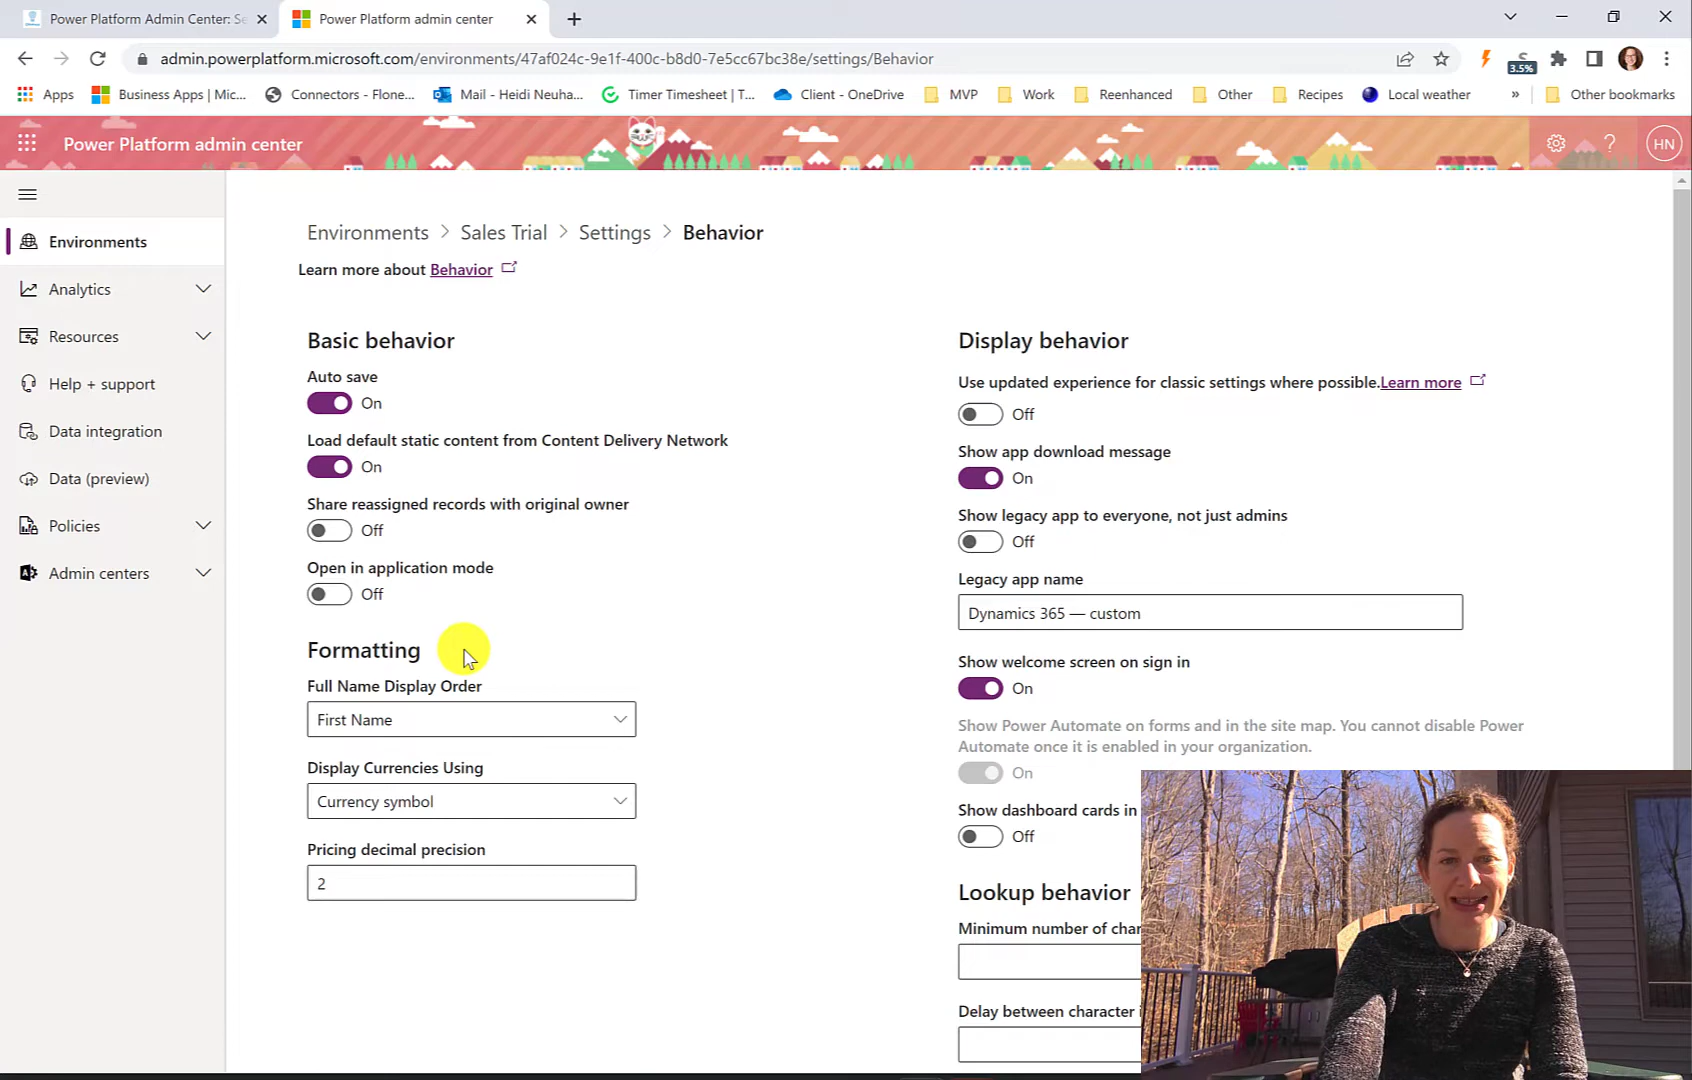 Power Platform Admin Center: Se
Power Platform admin center
admin.powerplatform.microsoft.com/environments/47af024c-9e1f-400c-b8d0-7e5cc67bc38e/settings/Behavior
3.5%
Apps
Business Apps | Mic...
Connectors - Flone...
Mail - Heidi Neuha...
Timer Timesheet | T...
Client - OneDrive
MVP
Work
Reenhanced
Other
Recipes
Local weather
»
Other bookmarks
Power Platform admin center
?
HN
Environments
Analytics
Resources
Help + support
Data integration
Data (preview)
Policies
Admin centers
Environments > Sales Trial > Settings > Behavior
Learn more about Behavior
Basic behavior
Auto save
On
Load default static content from Content Delivery Network
On
Share reassigned records with original owner
Off
Open in application mode
Off
Formatting
Full Name Display Order
First Name
Display Currencies Using
Currency symbol
Pricing decimal precision
2
Display behavior
Use updated experience for classic settings where possible.Learn more
Off
Show app download message
On
Show legacy app to everyone, not just admins
Off
Legacy app name
Dynamics 365 — custom
Show welcome screen on sign in
On
Show Power Automate on forms and in the site map. You cannot disable Power
Automate once it is enabled in your organization.
On
Show dashboard cards in
Off
Lookup behavior
Minimum number of char
Delay between character i